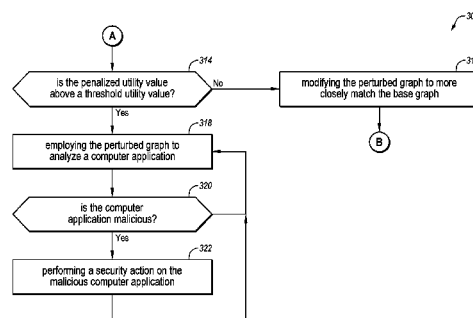 30
A
314
is the penalized utility value
above a threshold utility value?
No
31
modifying the perturbed graph to more
closely match the base graph
Yes
B
318
employing the perturbed graph to
analyze a computer application
320
is the computer
application malicious?
Yes
322
performing a security action on the
malicious computer application